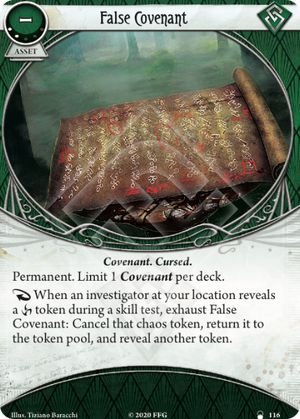 False Covenant
–
ASSET
Covenant. Cursed.
Permanent. Limit 1 Covenant per deck.
When an investigator at your location reveals
a token during a skill test, exhaust False
Covenant: Cancel that chaos token, return it to
the token pool, and reveal another token.
Illus. Tiziano Baracchi
© 2020 FFG
116